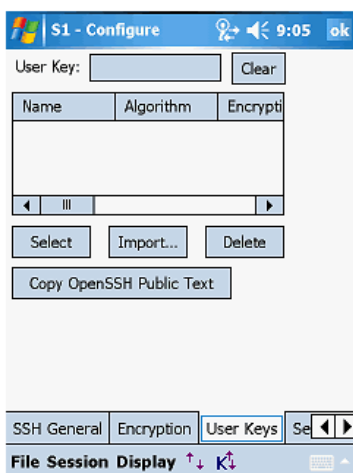 S1 - Configure 9:05 ok
User Key: Clear
Name Algorithm Encrypti
Select Import... Delete
Copy OpenSSH Public Text
SSH General Encryption User Keys Se
File Session Display K